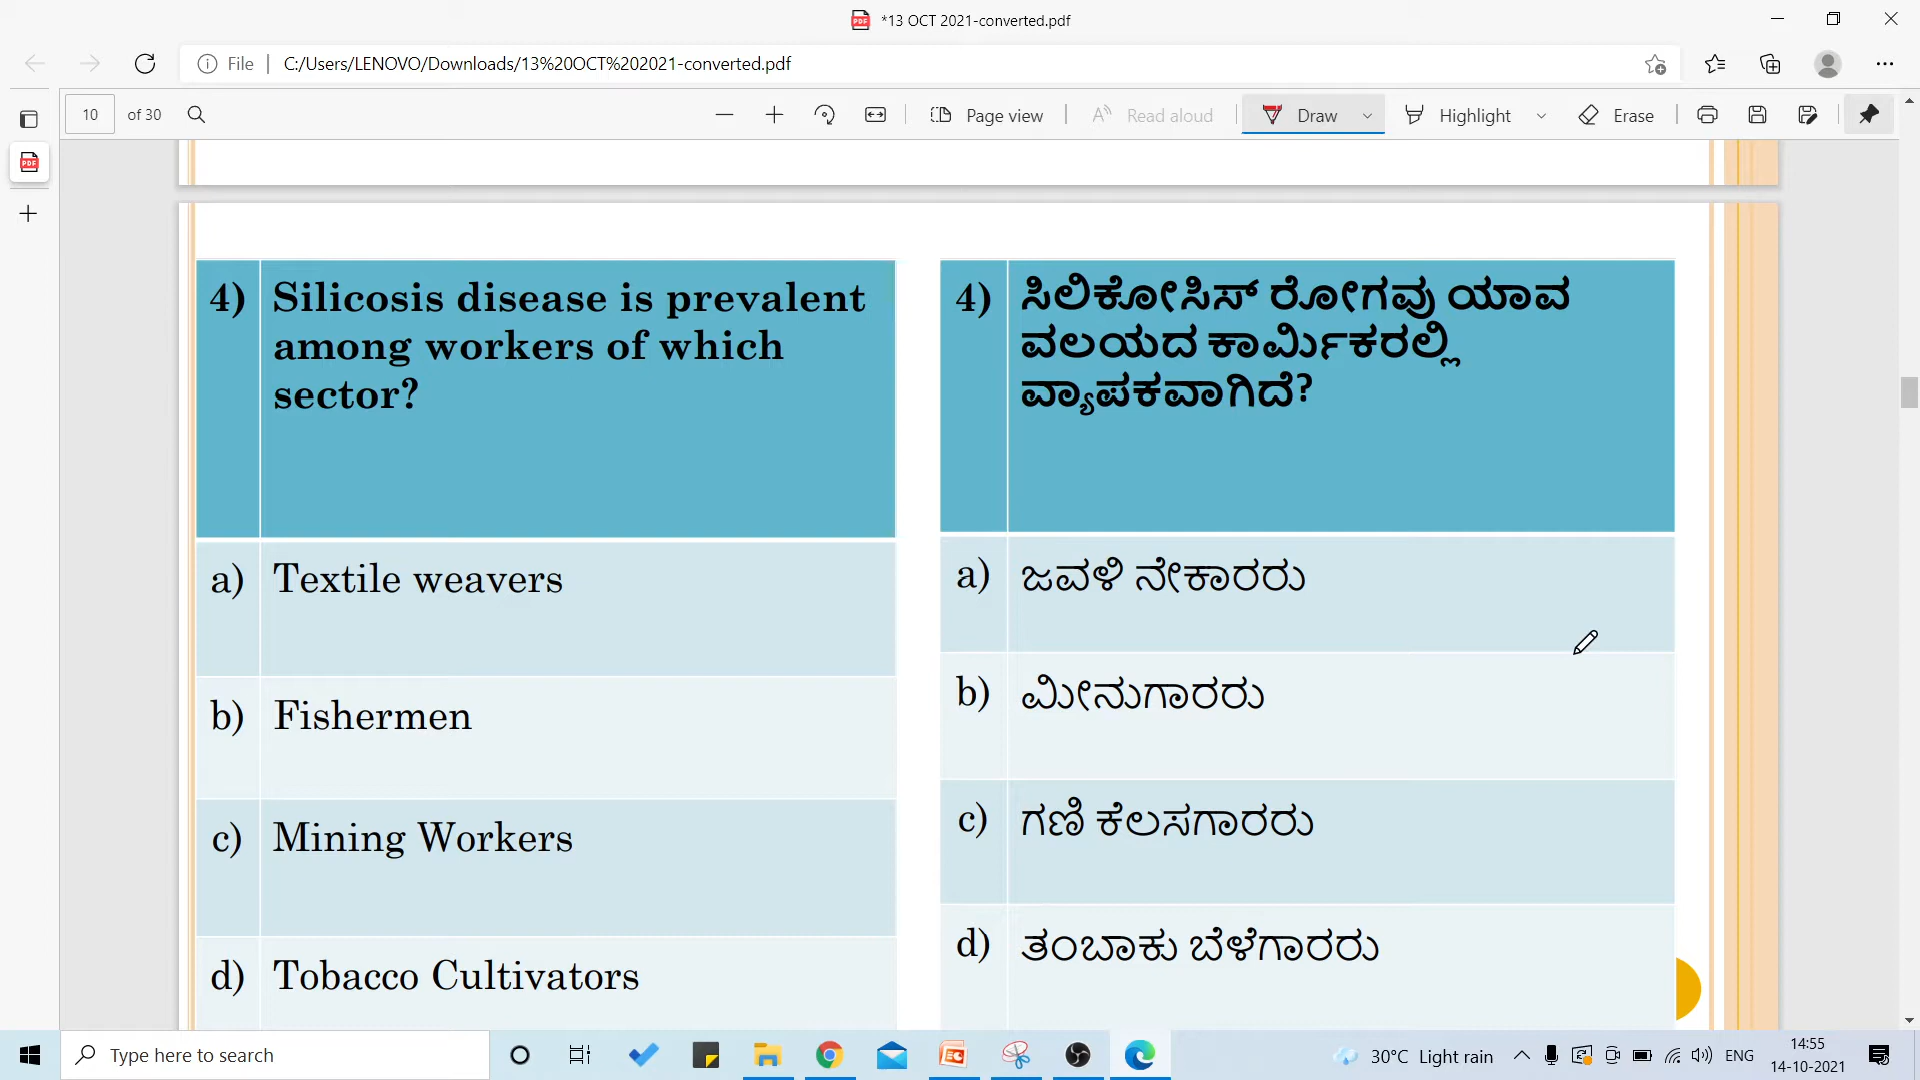 *13 OCT 2021-converted.pdf
File
C:/Users/LENOVO/Downloads/13%20OCT%202021-converted.pdf
10 of 30
Page view
Read aloud
Draw
Highlight
Erase
4) Silicosis disease is prevalent
among workers of which
sector?
a) Textile weavers
b) Fishermen
c) Mining Workers
d) Tobacco Cultivators
4) ಸಿಲಿಕೋಸಿಸ್ ರೋಗವು ಯಾವ
ವಲಯದ ಕಾರ್ಮಿಕರಲ್ಲಿ
ವ್ಯಾಪಕವಾಗಿದೆ?
a) ಜವಳಿ ನೇಕಾರರು
b) ಮೀನುಗಾರರು
c) ಗಣಿ ಕೆಲಸಗಾರರು
d) ತಂಬಾಕು ಬೆಳೆಗಾರರು
Type here to search
30°C Light rain
ENG
14:55
14-10-2021